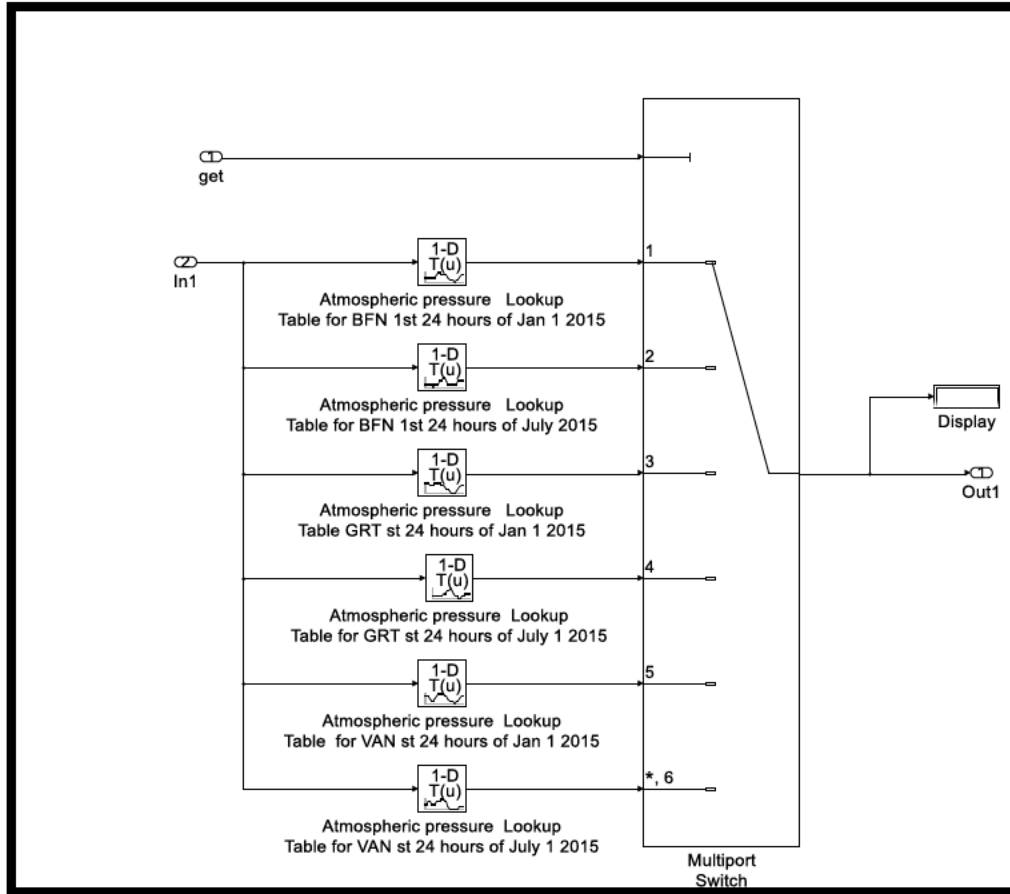 1
get
2
In1
1-D
T(u)
Atmospheric pressure Lookup
Table for BFN 1st 24 hours of Jan 1 2015
1
1-D
T(u)
Atmospheric pressure Lookup
Table for BFN 1st 24 hours of July 2015
2
1-D
T(u)
Atmospheric pressure Lookup
Table GRT st 24 hours of Jan 1 2015
3
1-D
T(u)
Atmospheric pressure Lookup
Table for GRT st 24 hours of July 1 2015
4
1-D
T(u)
Atmospheric pressure Lookup
Table for VAN st 24 hours of Jan 1 2015
5
1-D
T(u)
Atmospheric pressure Lookup
Table for VAN st 24 hours of July 1 2015
*, 6
Multiport
Switch
Display
1
Out1